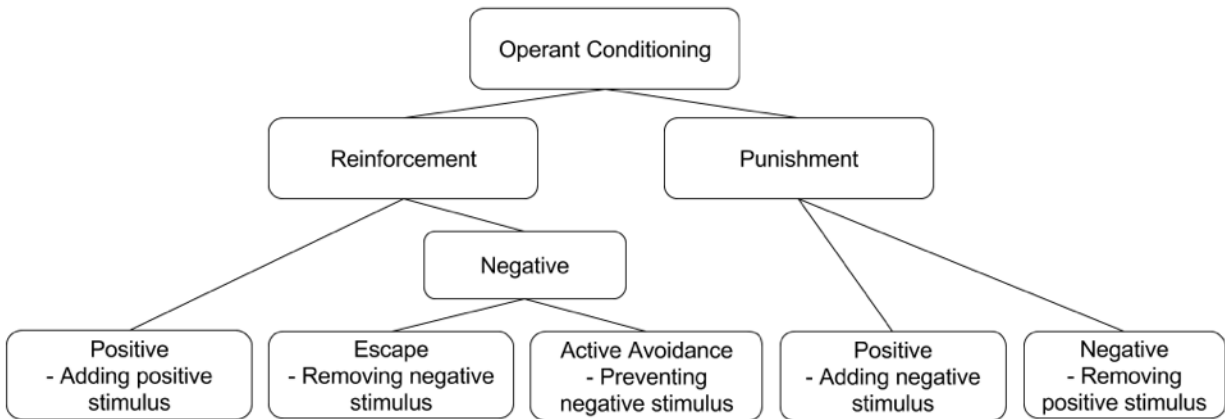 Operant Conditioning
Reinforcement
Punishment
Negative
Positive
- Adding positive
stimulus
Escape
- Removing negative
stimulus
Active Avoidance
- Preventing
negative stimulus
Positive
- Adding negative
stimulus
Negative
- Removing
positive stimulus